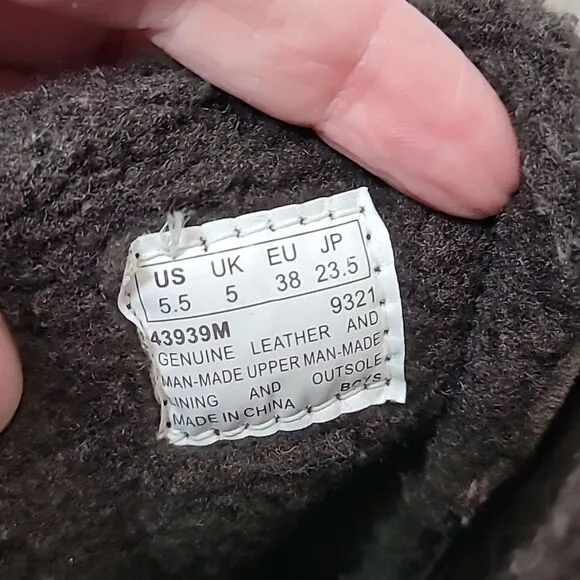 US UK EU JP
5.5 5 38 23.5
43939M 9321
GENUINE LEATHER AND
MAN-MADE UPPER MAN-MADE
LINING AND OUTSOLE
MADE IN CHINA BOYS